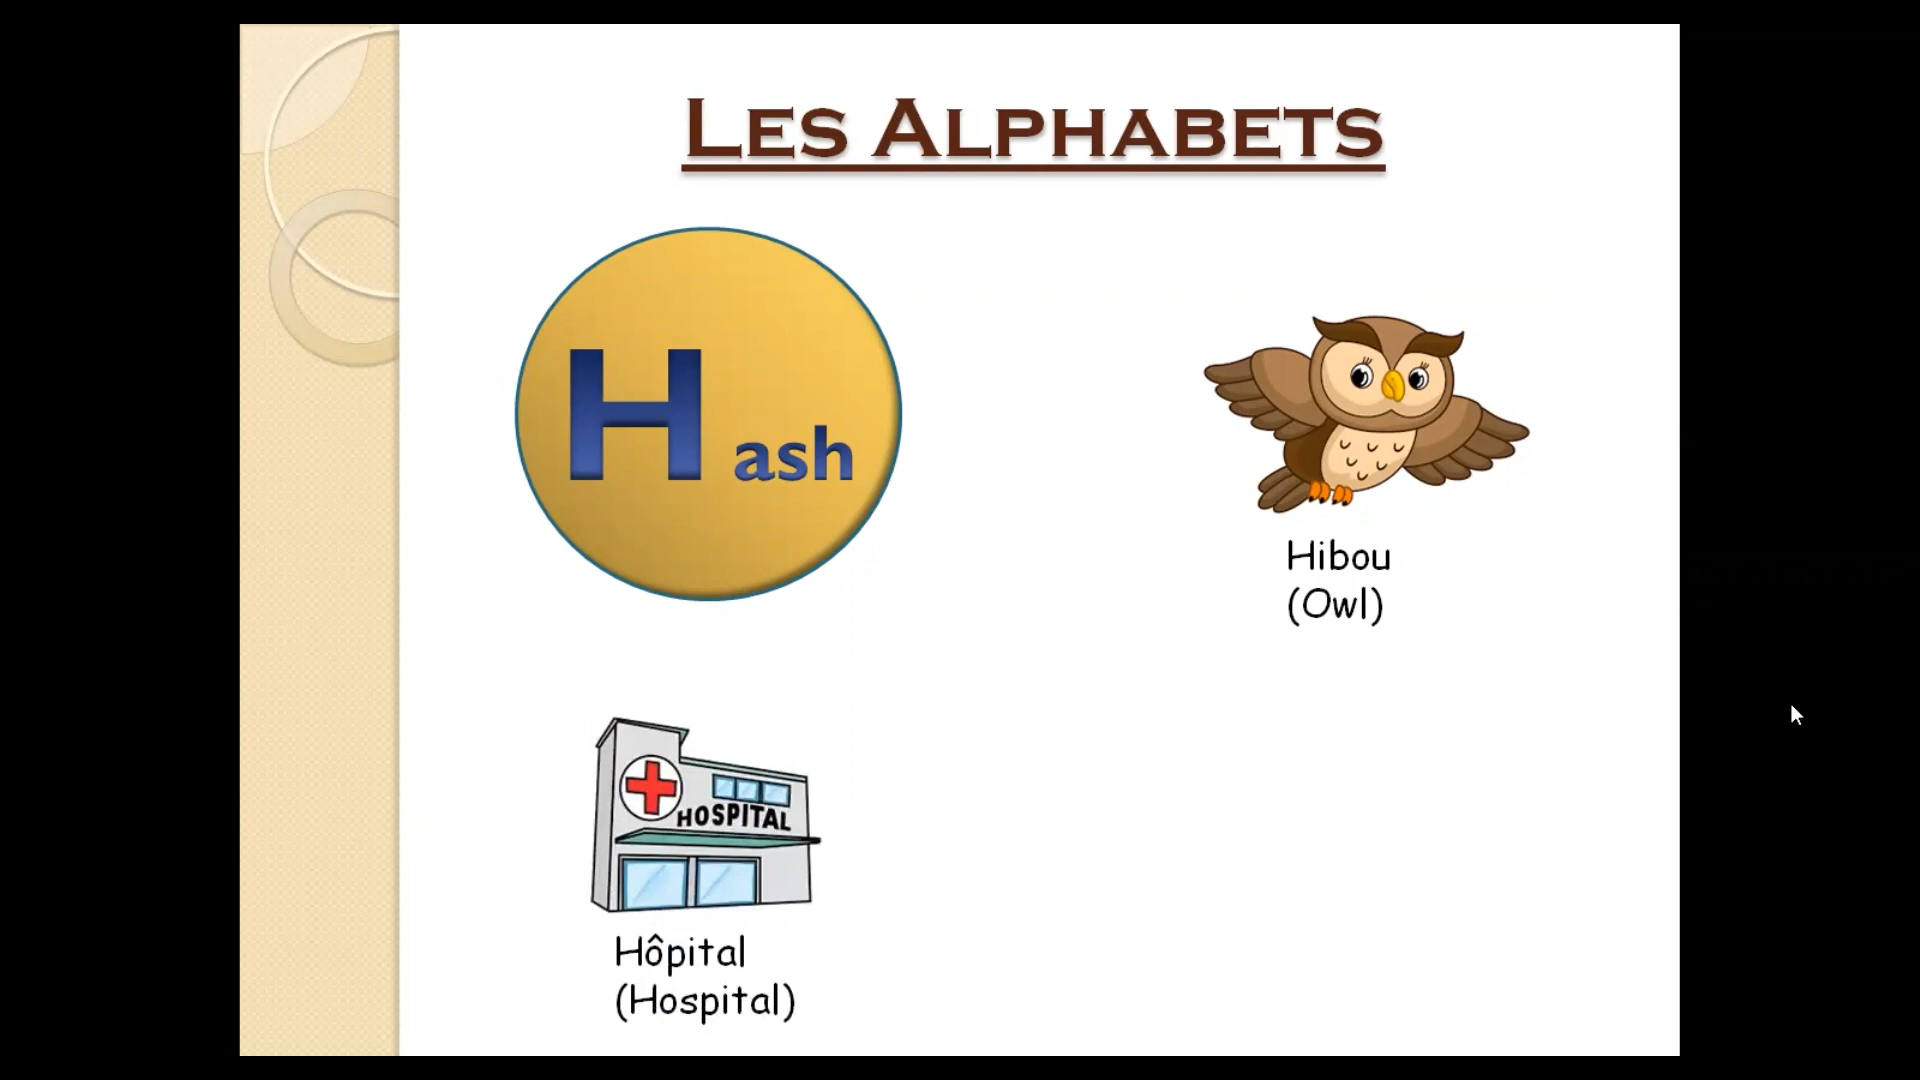 Les Alphabets
H ash
Hibou
(Owl)
HOSPITAL
Hôpital
(Hospital)